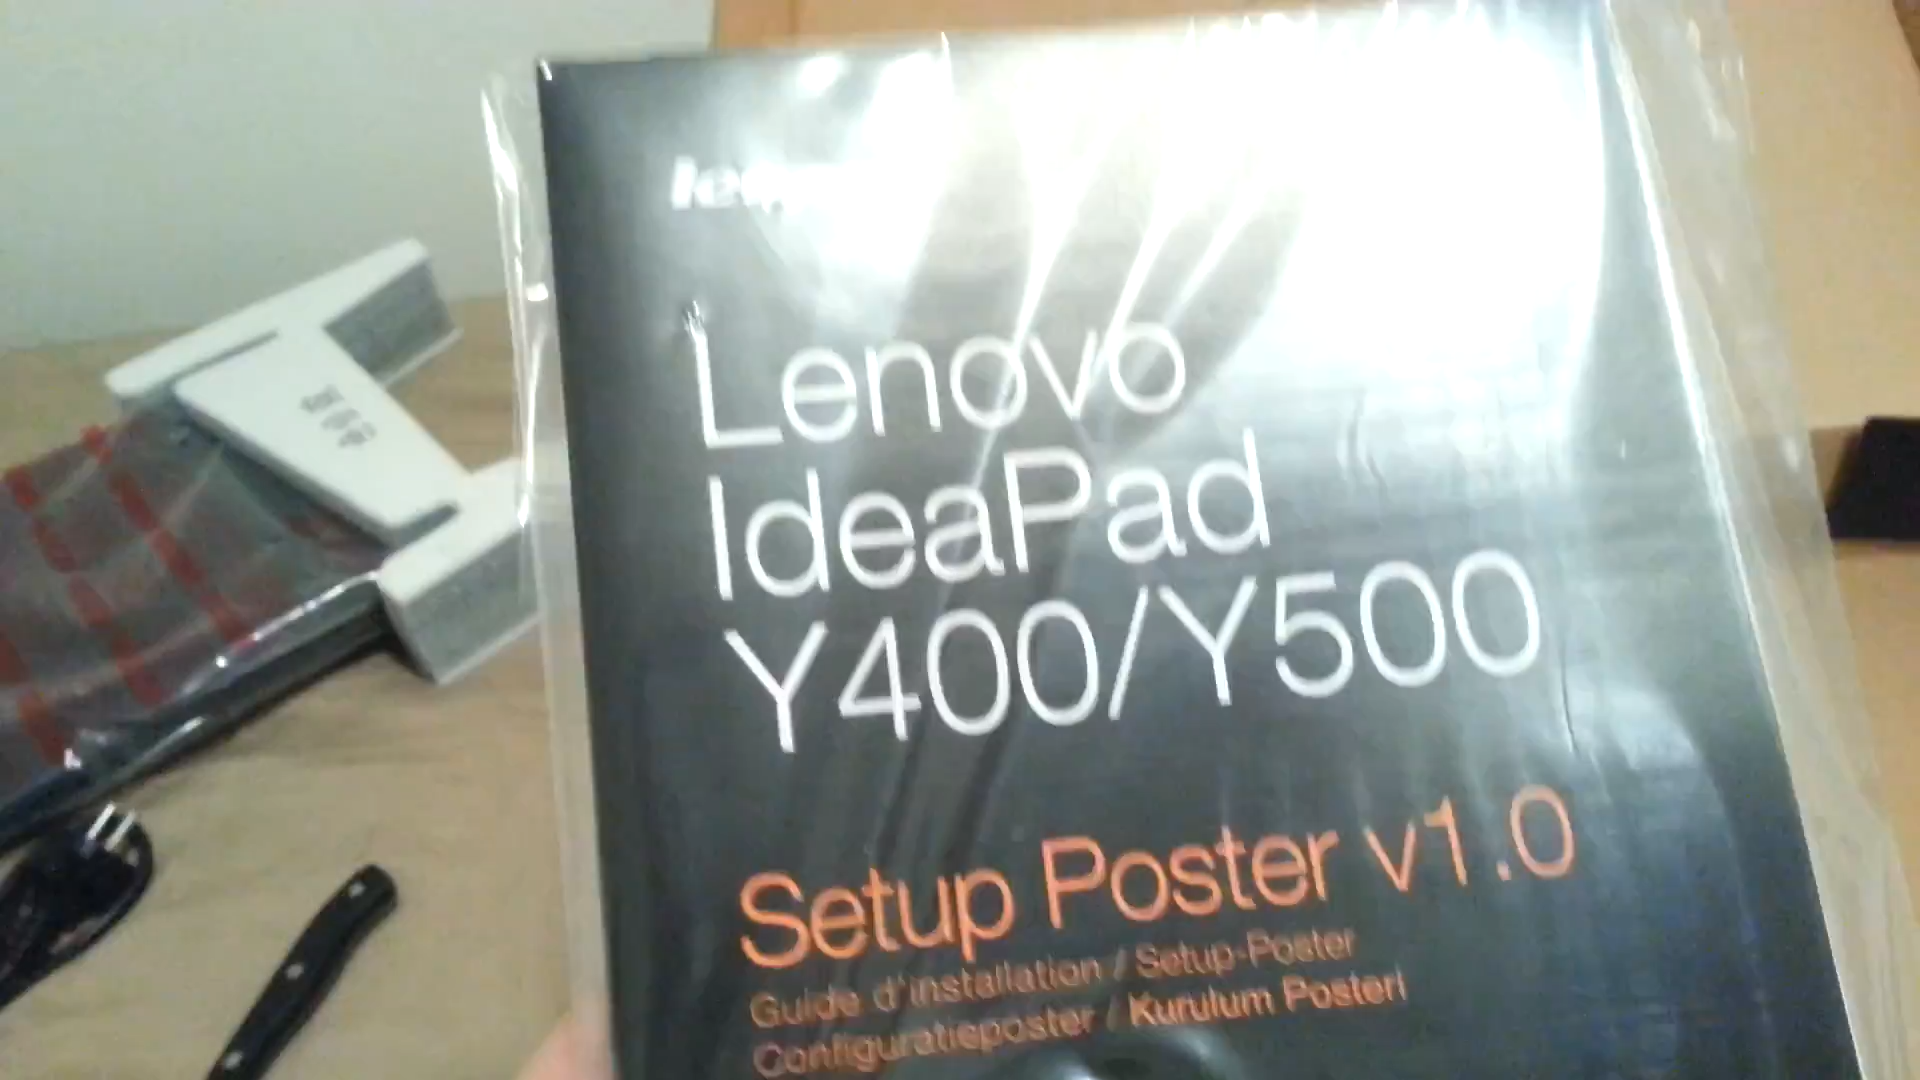 Lenovo
IdeaPad
Y400/Y500
Setup Poster v1.0
Guide d'installation / Setup-Poster
Configuratieposter / Kurulum Posteri